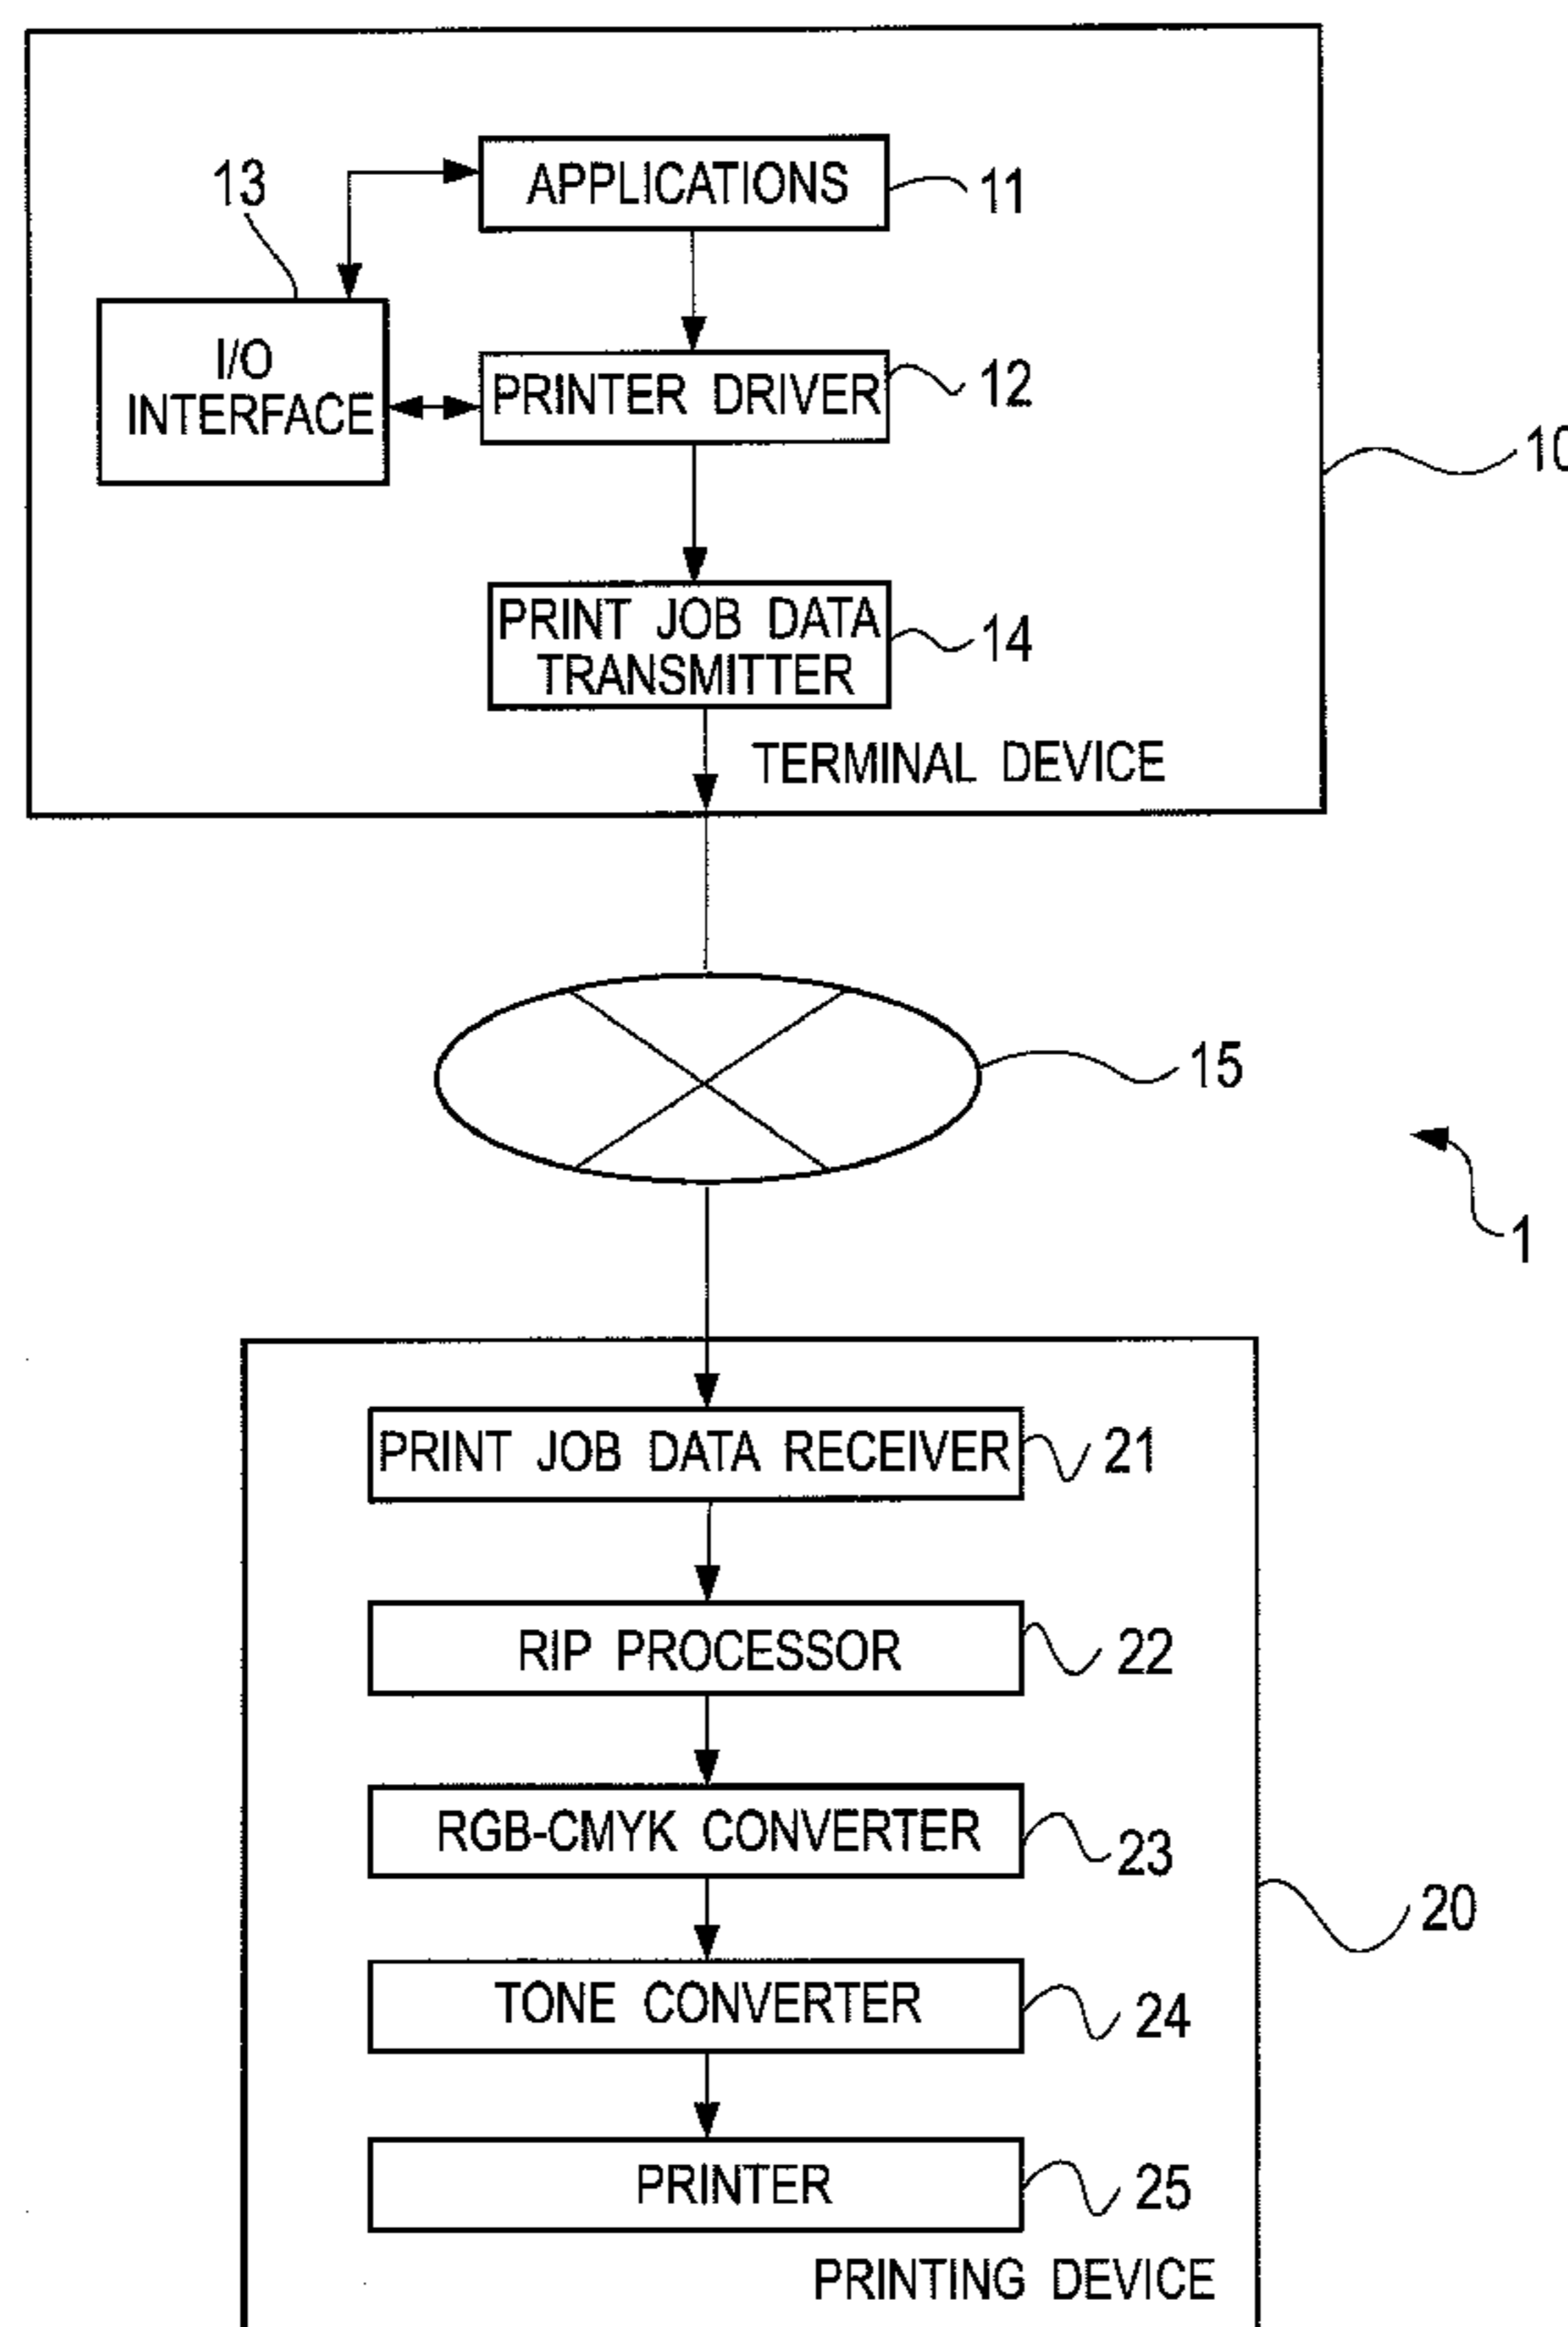 13
APPLICATIONS
11
I/O
INTERFACE
PRINTER DRIVER
12
10
PRINT JOB DATA
TRANSMITTER
14
TERMINAL DEVICE
15
1
PRINT JOB DATA RECEIVER
21
RIP PROCESSOR
22
RGB-CMYK CONVERTER
23
20
TONE CONVERTER
24
PRINTER
25
PRINTING DEVICE